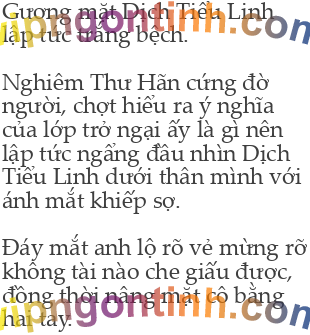 Gương mặt Dịch Tiểu Linh
lập tức trắng bệch.
Nghiêm Thư Hãn cứng đờ
người, chợt hiểu ra ý nghĩa
của lớp trở ngại ấy là gì nên
lập tức ngẩng đầu nhìn Dịch
Tiểu Linh dưới thân mình với
ánh mắt khiếp sợ.
Đáy mắt anh lộ rõ vẻ mừng rỡ
không tài nào che giấu được,
đồng thời nâng mặt cô bằng
hai tay.
vipngontinh.com
vipngontinh.com